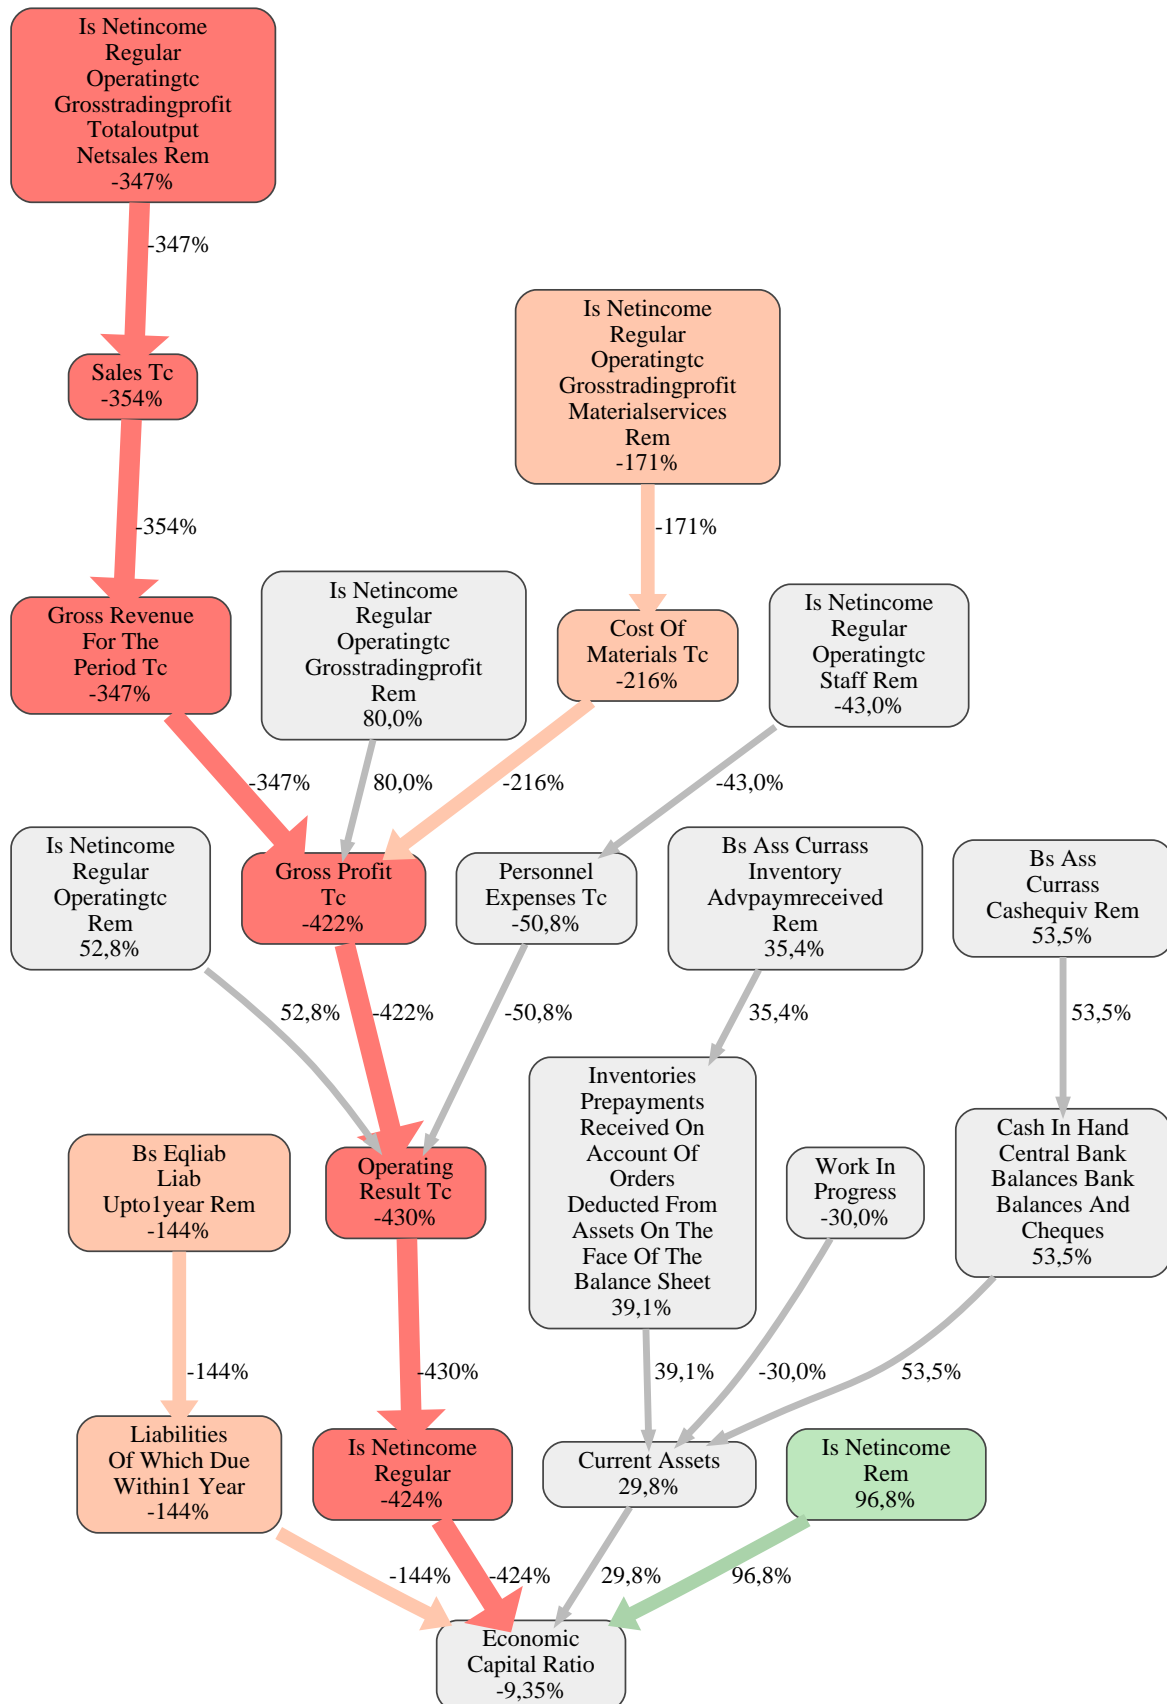 Is Netincome
Regular
Operatingtc
Grosstradingprofit
Totaloutput
Netsales Rem
-347%
-347%
Sales Tc
-354%
-354%
Is Netincome
Regular
Operatingtc
Grosstradingprofit
Materialservices
Rem
-171%
-171%
Gross Revenue
For The
Period Tc
-347%
Is Netincome
Regular
Operatingtc
Grosstradingprofit
Rem
80,0%
Cost Of
Materials Tc
-216%
Is Netincome
Regular
Operatingtc
Staff Rem
-43,0%
-347%
80,0%
-216%
-43,0%
Is Netincome
Regular
Operatingtc
Rem
52,8%
Gross Profit
Tc
-422%
Personnel
Expenses Tc
-50,8%
Bs Ass Currass
Inventory
Advpaymreceived
Rem
35,4%
Bs Ass
Currass
Cashequiv Rem
53,5%
52,8%
-422%
-50,8%
35,4%
53,5%
Bs Eqliab
Liab
Upto1year Rem
-144%
Operating
Result Tc
-430%
Inventories
Prepayments
Received On
Account Of
Orders
Deducted From
Assets On The
Face Of The
Balance Sheet
39,1%
Work In
Progress
-30,0%
Cash In Hand
Central Bank
Balances Bank
Balances And
Cheques
53,5%
-144%
-430%
39,1%
-30,0%
53,5%
Liabilities
Of Which Due
Within1 Year
-144%
Is Netincome
Regular
-424%
Current Assets
29,8%
Is Netincome
Rem
96,8%
-144%
-424%
29,8%
96,8%
Economic
Capital Ratio
-9,35%